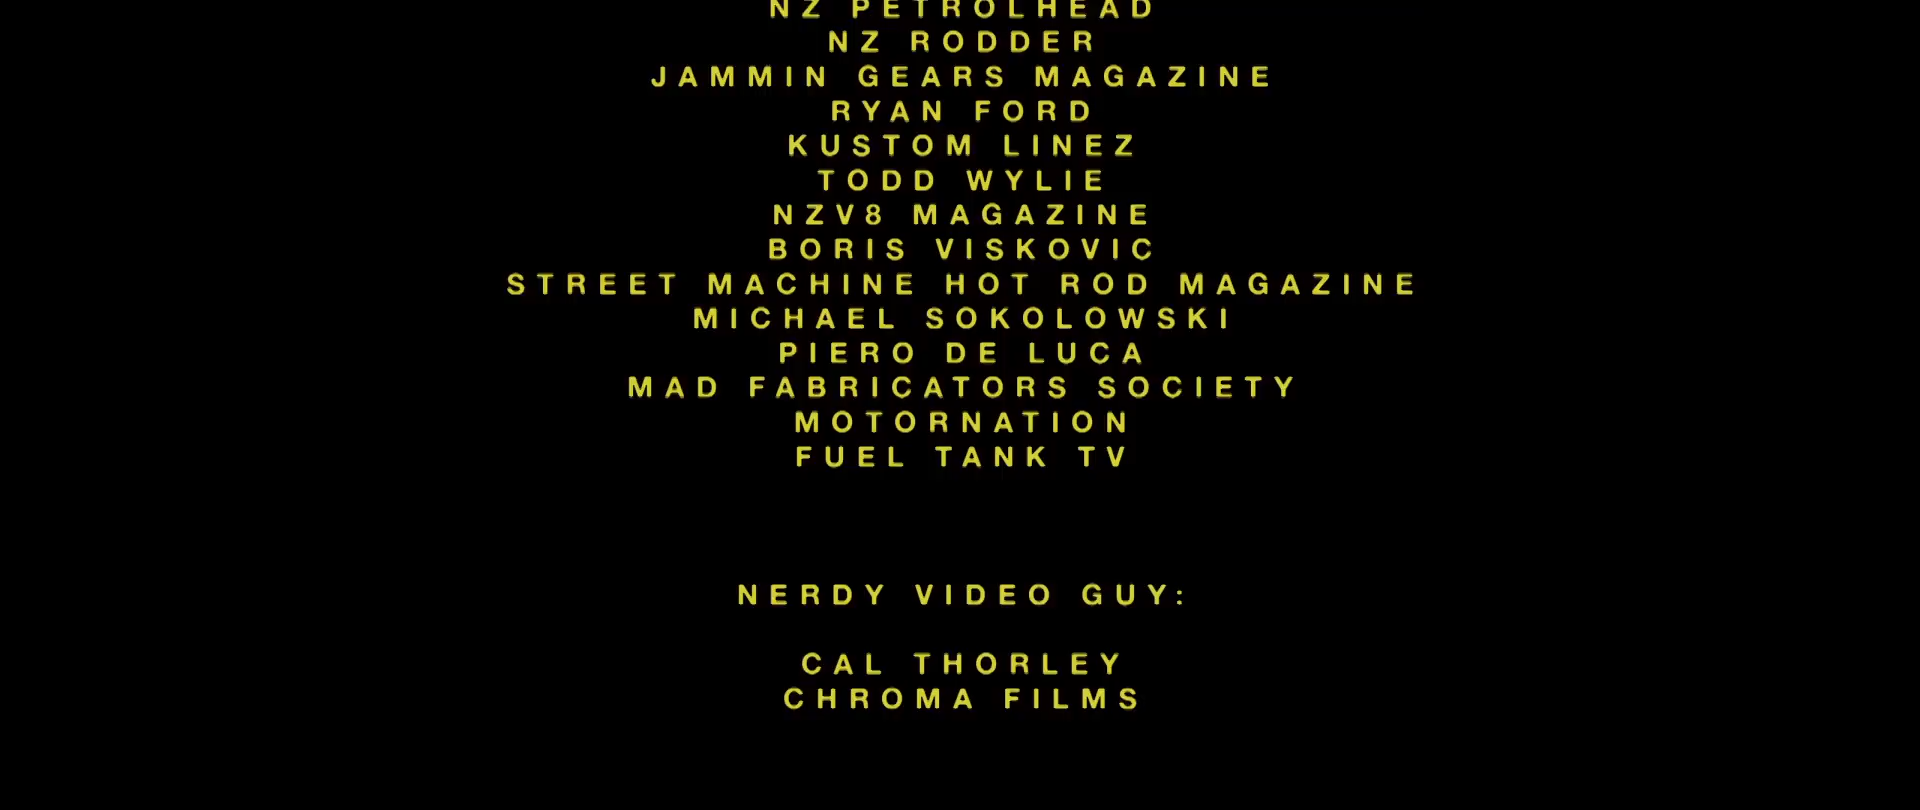 NZ PETROLHEAD
NZ RODDER
JAMMIN GEARS MAGAZINE
RYAN FORD
KUSTOM LINEZ
TODD WYLIE
NZV8 MAGAZINE
BORIS VISKOVIC
STREET MACHINE HOT ROD MAGAZINE
MICHAEL SOKOLOWSKI
PIERO DE LUCA
MAD FABRICATORS SOCIETY
MOTORNATION
FUEL TANK TV
NERDY VIDEO GUY:
CAL THORLEY
CHROMA FILMS